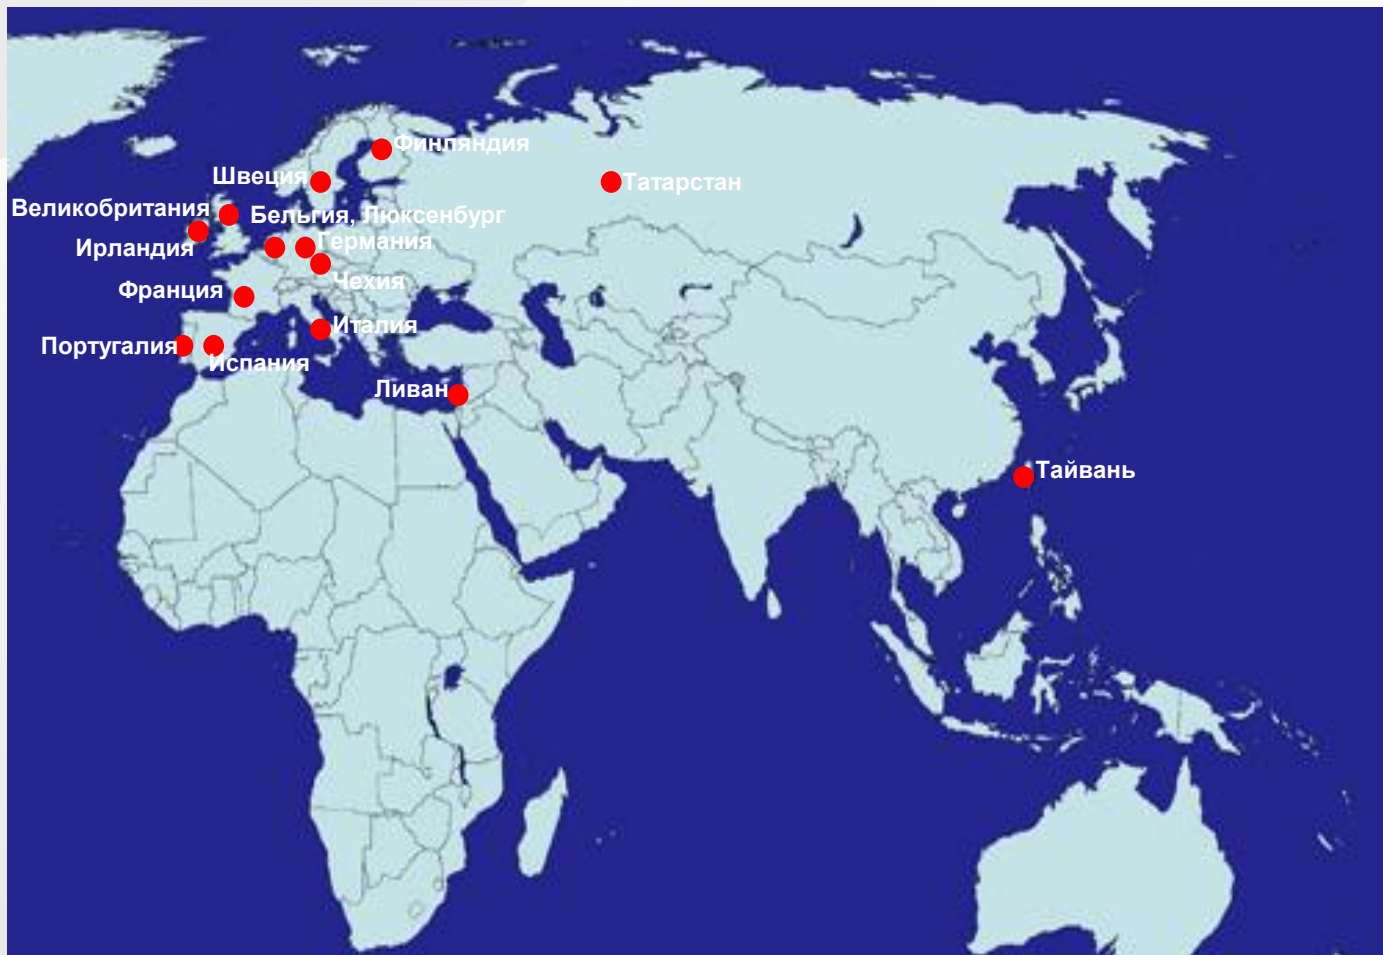 Финляндия
Швеция
Татарстан
Великобритания
Бельгия, Люксенбург
Ирландия
Германия
Чехия
Франция
Италия
Португалия
Испания
Ливан
Тайвань